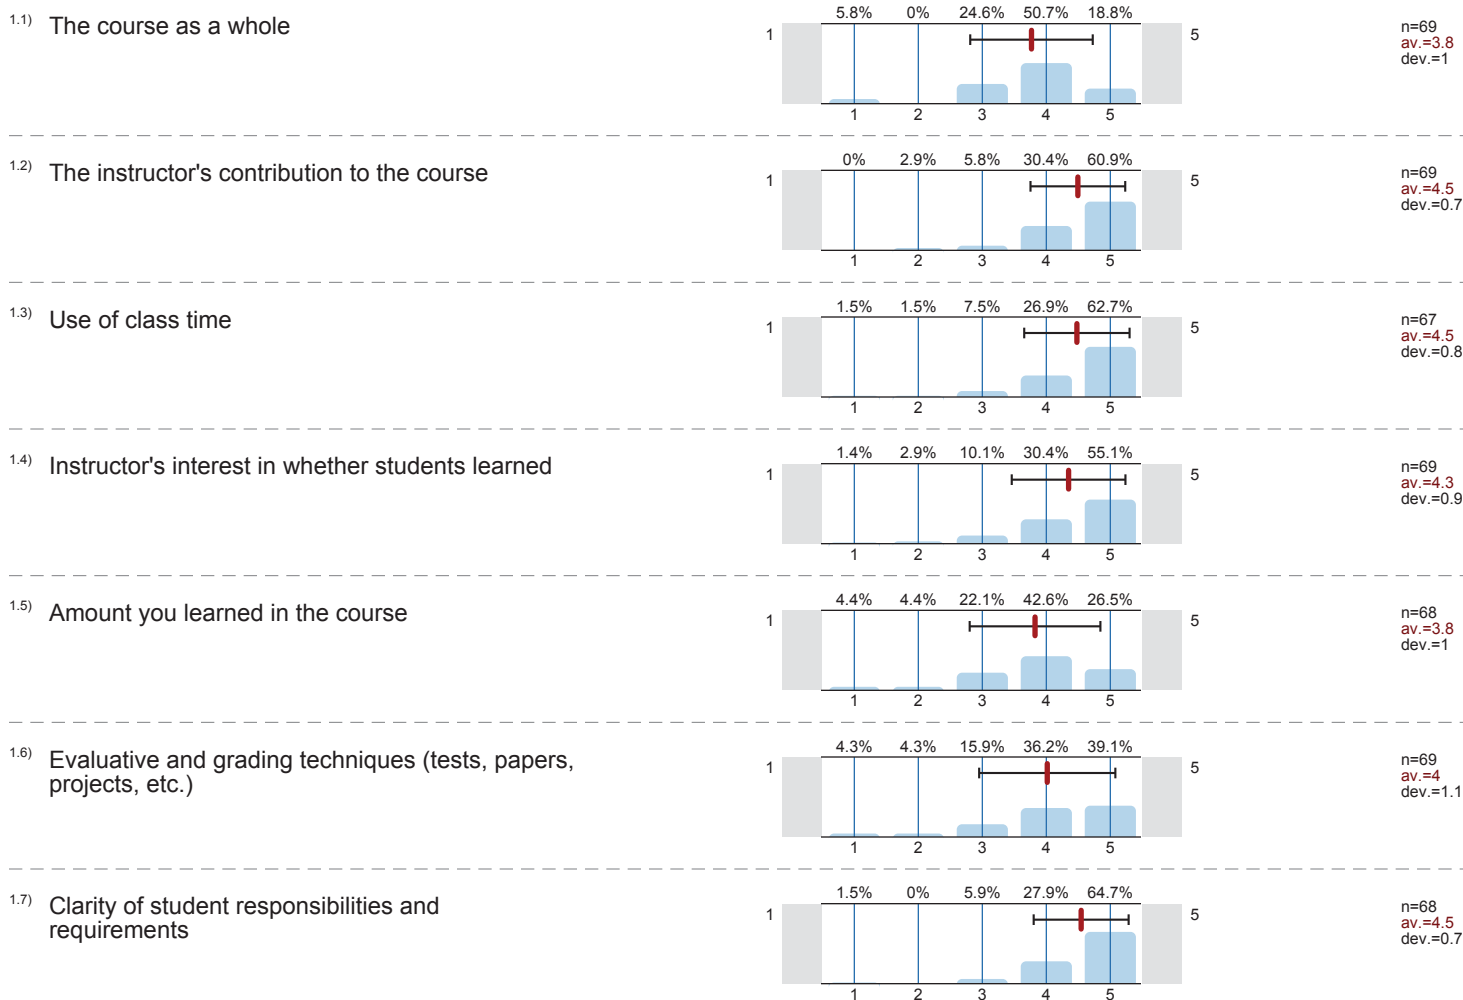 1.1) The course as a whole
5.8% 0% 24.6% 50.7% 18.8%
1 5
1 2 3 4 5
n=69
av.=3.8
dev.=1
1.2) The instructor's contribution to the course
0% 2.9% 5.8% 30.4% 60.9%
1 5
1 2 3 4 5
n=69
av.=4.5
dev.=0.7
1.3) Use of class time
1.5% 1.5% 7.5% 26.9% 62.7%
1 5
1 2 3 4 5
n=67
av.=4.5
dev.=0.8
1.4) Instructor's interest in whether students learned
1.4% 2.9% 10.1% 30.4% 55.1%
1 5
1 2 3 4 5
n=69
av.=4.3
dev.=0.9
1.5) Amount you learned in the course
4.4% 4.4% 22.1% 42.6% 26.5%
1 5
1 2 3 4 5
n=68
av.=3.8
dev.=1
1.6) Evaluative and grading techniques (tests, papers,
projects, etc.)
4.3% 4.3% 15.9% 36.2% 39.1%
1 5
1 2 3 4 5
n=69
av.=4
dev.=1.1
1.7) Clarity of student responsibilities and
requirements
1.5% 0% 5.9% 27.9% 64.7%
1 5
1 2 3 4 5
n=68
av.=4.5
dev.=0.7